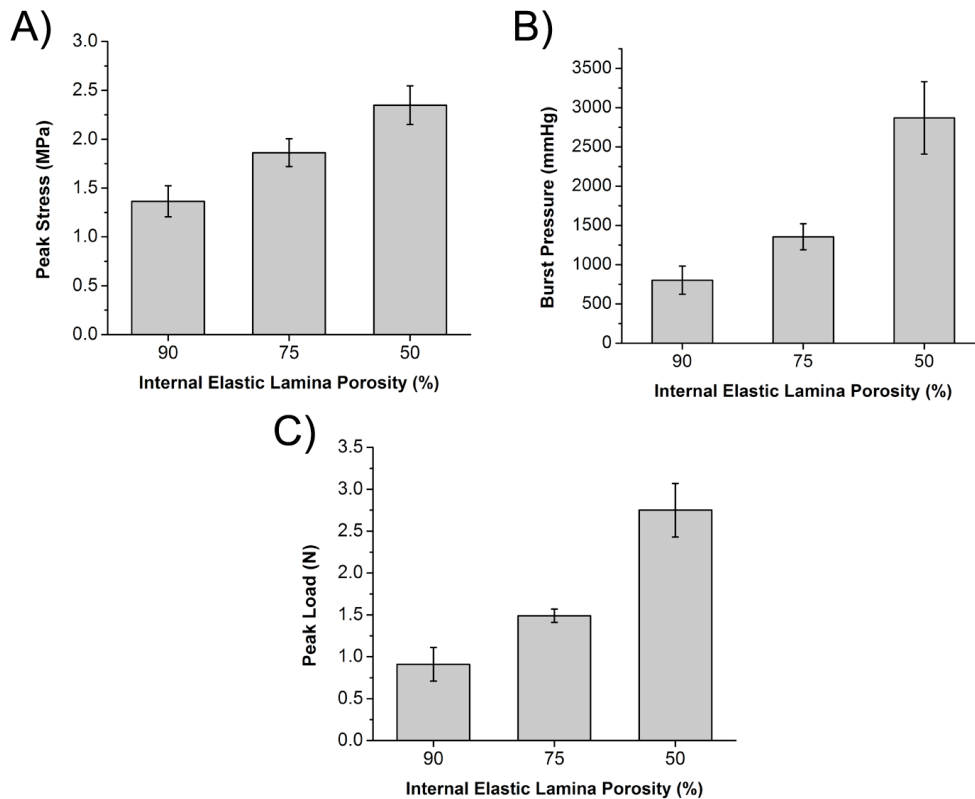 A)
3.0
2.5
2.0
1.5
1.0
0.5
0.0
Peak Stress (MPa)
90 75 50
Internal Elastic Lamina Porosity (%)
B)
3500
3000
2500
2000
1500
1000
500
0
Burst Pressure (mmHg)
90 75 50
Internal Elastic Lamina Porosity (%)
C)
3.5
3.0
2.5
2.0
1.5
1.0
0.5
0.0
Peak Load (N)
90 75 50
Internal Elastic Lamina Porosity (%)